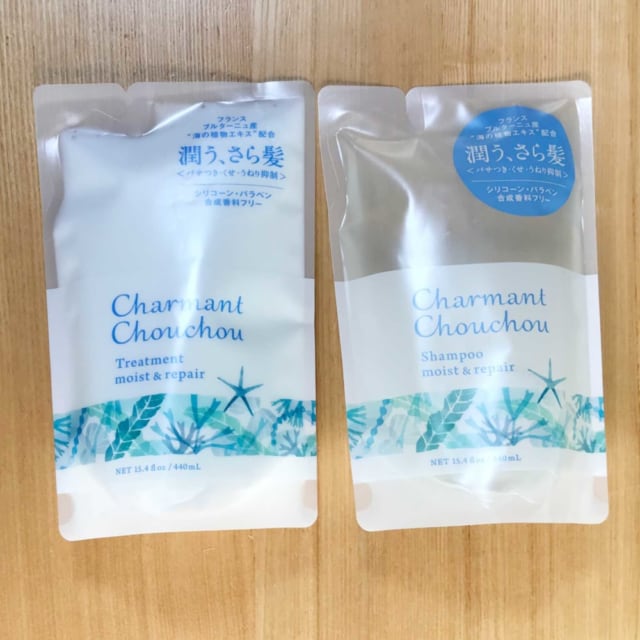 フランス
ブルターニュ産
"海の植物エキス"配合
潤う、さら髪
<パサつき・くせ・うねり抑制>
シリコーン・パラベン
合成香料フリー
Charmant
Chouchou
Treatment
moist & repair
NET 15.4 fl oz / 440mL
フランス
ブルターニュ産
"海の植物エキス"配合
潤う、さら髪
<パサつき・くせ・うねり抑制>
シリコーン・パラベン
合成香料フリー
Charmant
Chouchou
Shampoo
moist & repair
NET 15.4 fl oz / 440mL